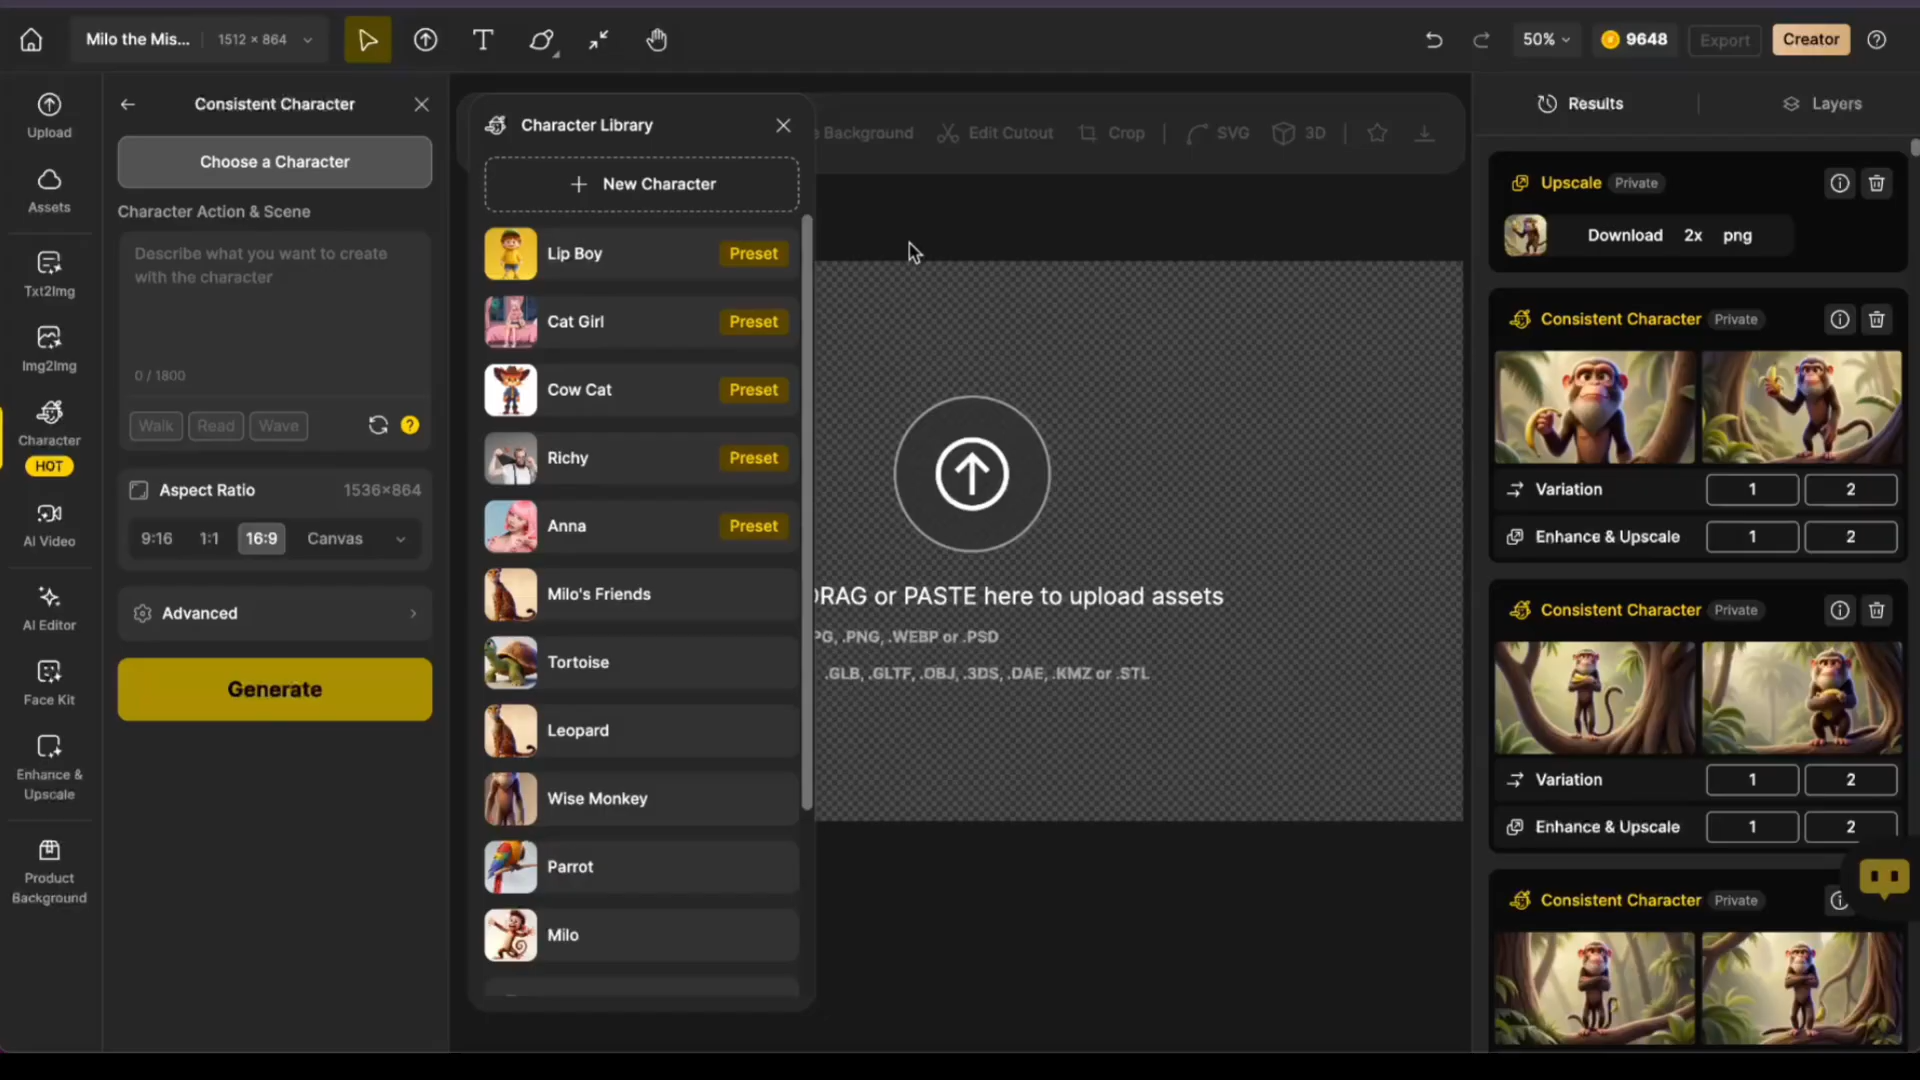 Milo the Mis...
1512 × 864
50%
9648
Export
Creator
Upload
Assets
Txt2Img
Img2Img
Character
HOT
AI Video
AI Editor
Face Kit
Enhance &
Upscale
Product
Background
Consistent Character
Choose a Character
Character Action & Scene
Describe what you want to create
with the character
0 / 1800
Walk
Read
Wave
?
Aspect Ratio
1536×864
9:16
1:1
16:9
Canvas
Advanced
Generate
Character Library
New Character
Lip Boy
Preset
Cat Girl
Preset
Cow Cat
Preset
Richy
Preset
Anna
Preset
Milo's Friends
Tortoise
Leopard
Wise Monkey
Parrot
Milo
Background
Edit Cutout
Crop
SVG
3D
DRAG or PASTE here to upload assets
.PNG, .WEBP or .PSD
.GLB, .GLTF, .OBJ, .3DS, .DAE, .KMZ or .STL
Results
Layers
Upscale
Private
Download 2x png
Consistent Character
Private
Variation
1
2
Enhance & Upscale
1
2
Consistent Character
Private
Variation
1
2
Enhance & Upscale
1
2
Consistent Character
Private